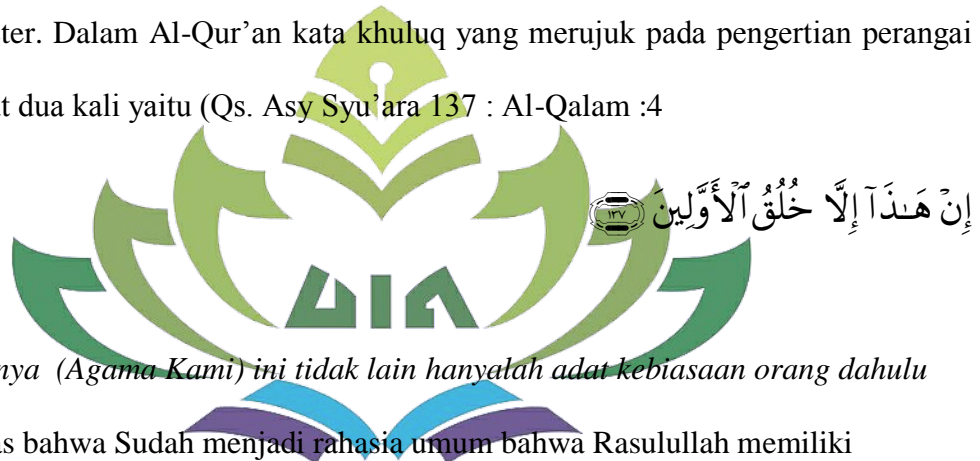 ter. Dalam Al-Qur’an kata khuluq yang merujuk pada pengertian perangai
t dua kali yaitu (Qs. Asy Syu’ara 137 : Al-Qalam :4
إِنْ هَـٰذَآ إِلَّا خُلُقُ ٱلْأَوَّلِينَ ۝١٣٧
UIN
nya (Agama Kami) ini tidak lain hanyalah adat kebiasaan orang dahulu
as bahwa Sudah menjadi rahasia umum bahwa Rasulullah memiliki